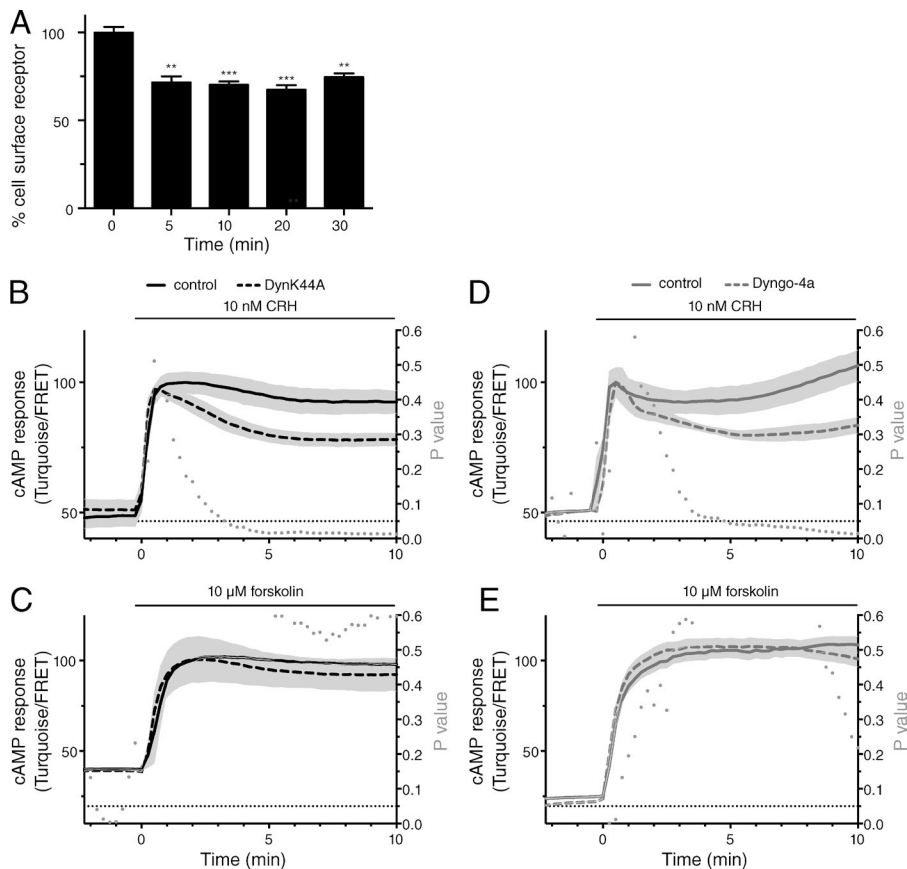 A
% cell surface receptor
100
50
0
** *** *** **
**
0 5 10 20 30
Time (min)
B
control DynK44A
10 nM CRH
cAMP response
(Turquoise/FRET)
100
50
0.6
0.5
0.4
0.3
0.2
0.1
0.0
P value
0 5 10
D
control Dyngo-4a
10 nM CRH
cAMP response
(Turquoise/FRET)
100
50
0.6
0.5
0.4
0.3
0.2
0.1
0.0
P value
0 5 10
C
10 µM forskolin
cAMP response
(Turquoise/FRET)
100
50
0.6
0.5
0.4
0.3
0.2
0.1
0.0
P value
0 5 10
Time (min)
E
10 µM forskolin
cAMP response
(Turquoise/FRET)
100
50
0.6
0.5
0.4
0.3
0.2
0.1
0.0
P value
0 5 10
Time (min)